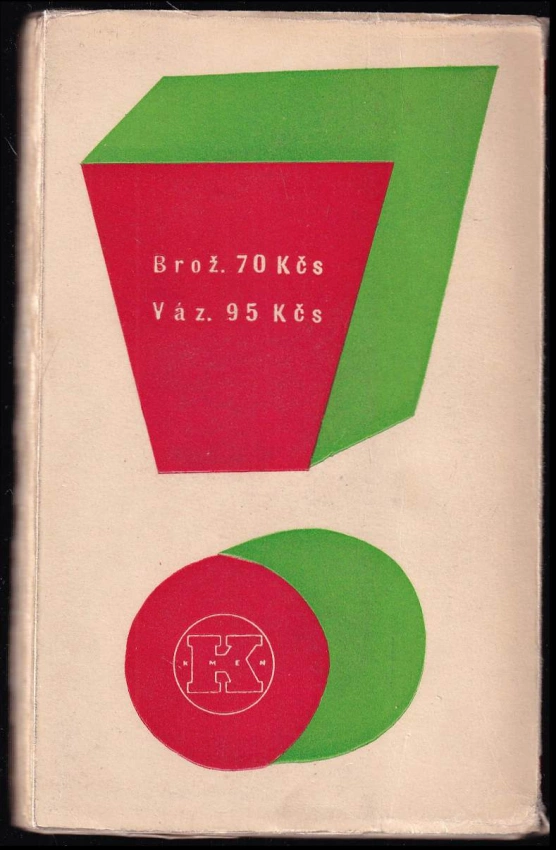 Brož. 70 Kčs
Váz. 95 Kčs
K
KMEN